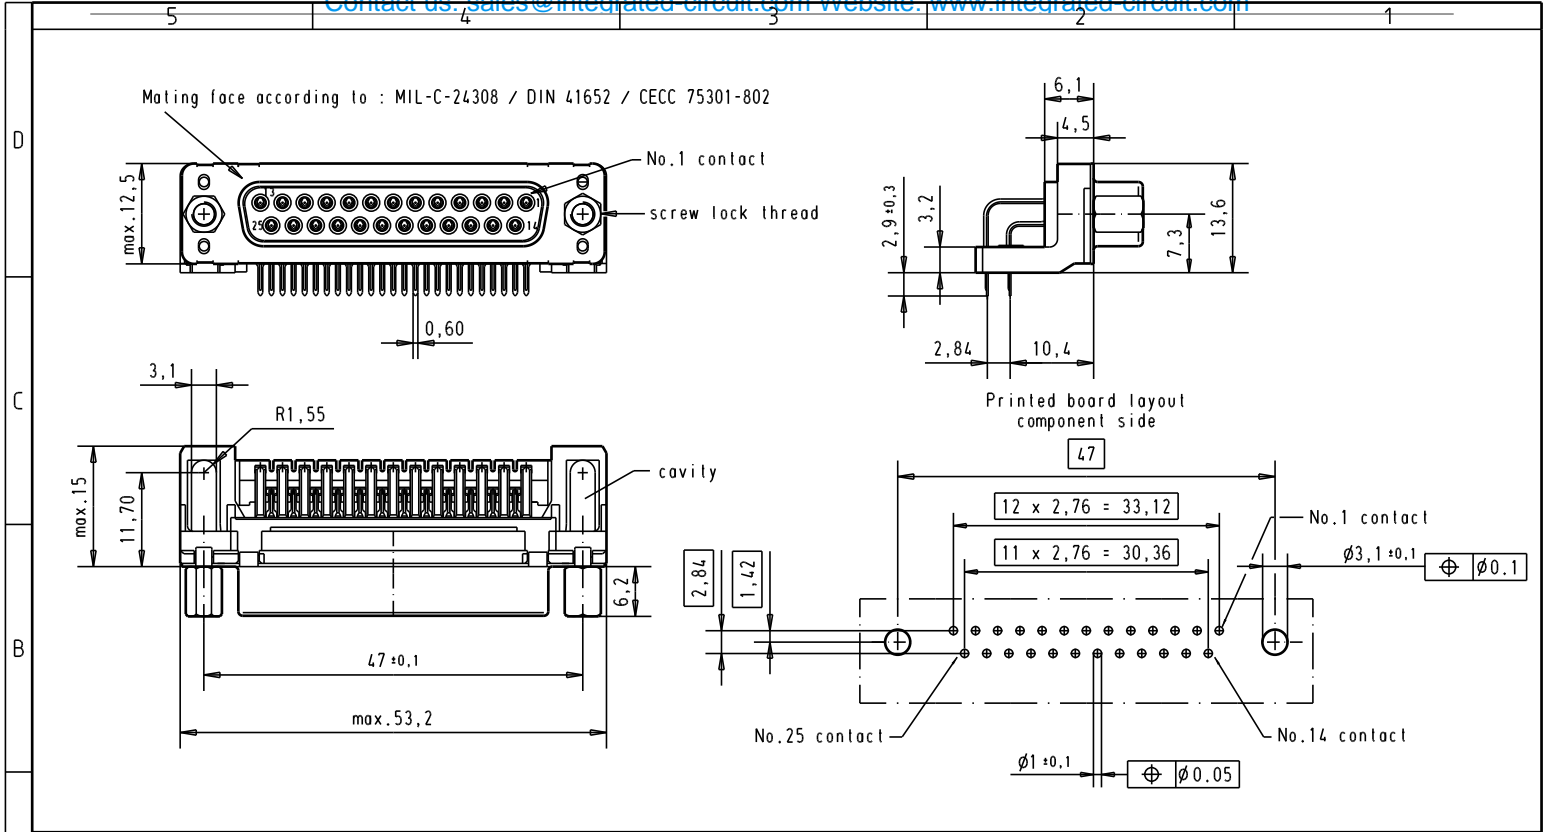 Contact us: sales@integrated-circuit.com Website: www.integrated-circuit.com
5 4 3 2 1
D
C
B
Mating face according to : MIL-C-24308 / DIN 41652 / CECC 75301-802
No.1 contact
screw lock thread
max.12,5
13
1
25
14
0,60
6,1
4,5
2,9 ±0,3
3,2
7,3
13,6
2,84
10,4
3,1
R1,55
cavity
max.15
11,70
6,2
47 ±0,1
max.53,2
Printed board layout
component side
47
12 x 2,76 = 33,12
11 x 2,76 = 30,36
No.1 contact
Ø3,1 ±0,1
⌖ Ø0.1
2,84
1,42
No.25 contact
No.14 contact
Ø1 ±0,1
⌖ Ø0.05